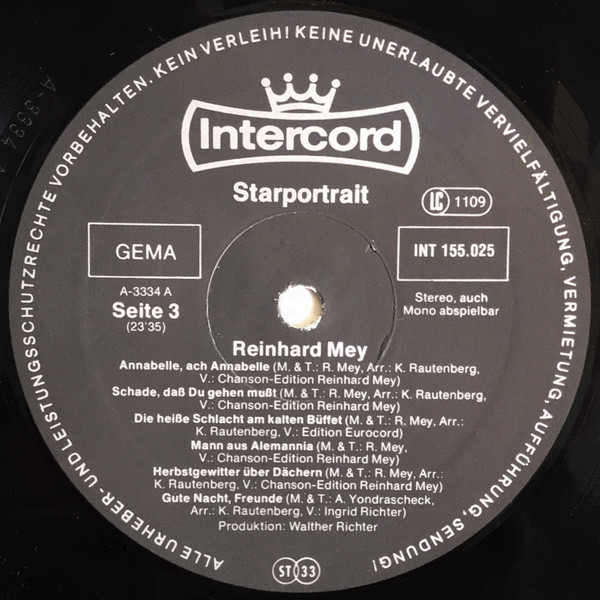 ALLE URHEBER- UND LEISTUNGSSCHUTZRECHTE VORBEHALTEN. KEIN VERLEIH! KEINE UNERLAUBTE VERVIELFÄLTIGUNG, VERMIETUNG, AUFFÜHRUNG, SENDUNG!
Intercord
Starportrait
LC 1109
GEMA
INT 155.025
A-3334 A
Seite 3
(23'35)
Stereo, auch
Mono abspielbar
Reinhard Mey
Annabelle, ach Annabelle (M. & T.: R. Mey, Arr.: K. Rautenberg,
V.: Chanson-Edition Reinhard Mey)
Schade, daß Du gehen mußt (M. & T.: R. Mey, Arr.: K. Rautenberg,
V.: Chanson-Edition Reinhard Mey)
Die heiße Schlacht am kalten Büffet (M. & T.: R. Mey, Arr.:
K. Rautenberg, V.: Edition Eurocord)
Mann aus Alemannia (M. & T.: R. Mey,
V.: Chanson-Edition Reinhard Mey)
Herbstgewitter über Dächern (M. & T.: R. Mey, Arr.:
K. Rautenberg, V.: Chanson-Edition Reinhard Mey)
Gute Nacht, Freunde (M. & T.: A. Yondrascheck,
Arr.: K. Rautenberg, V.: Ingrid Richter)
Produktion: Walther Richter
ST 33
A-3334 A